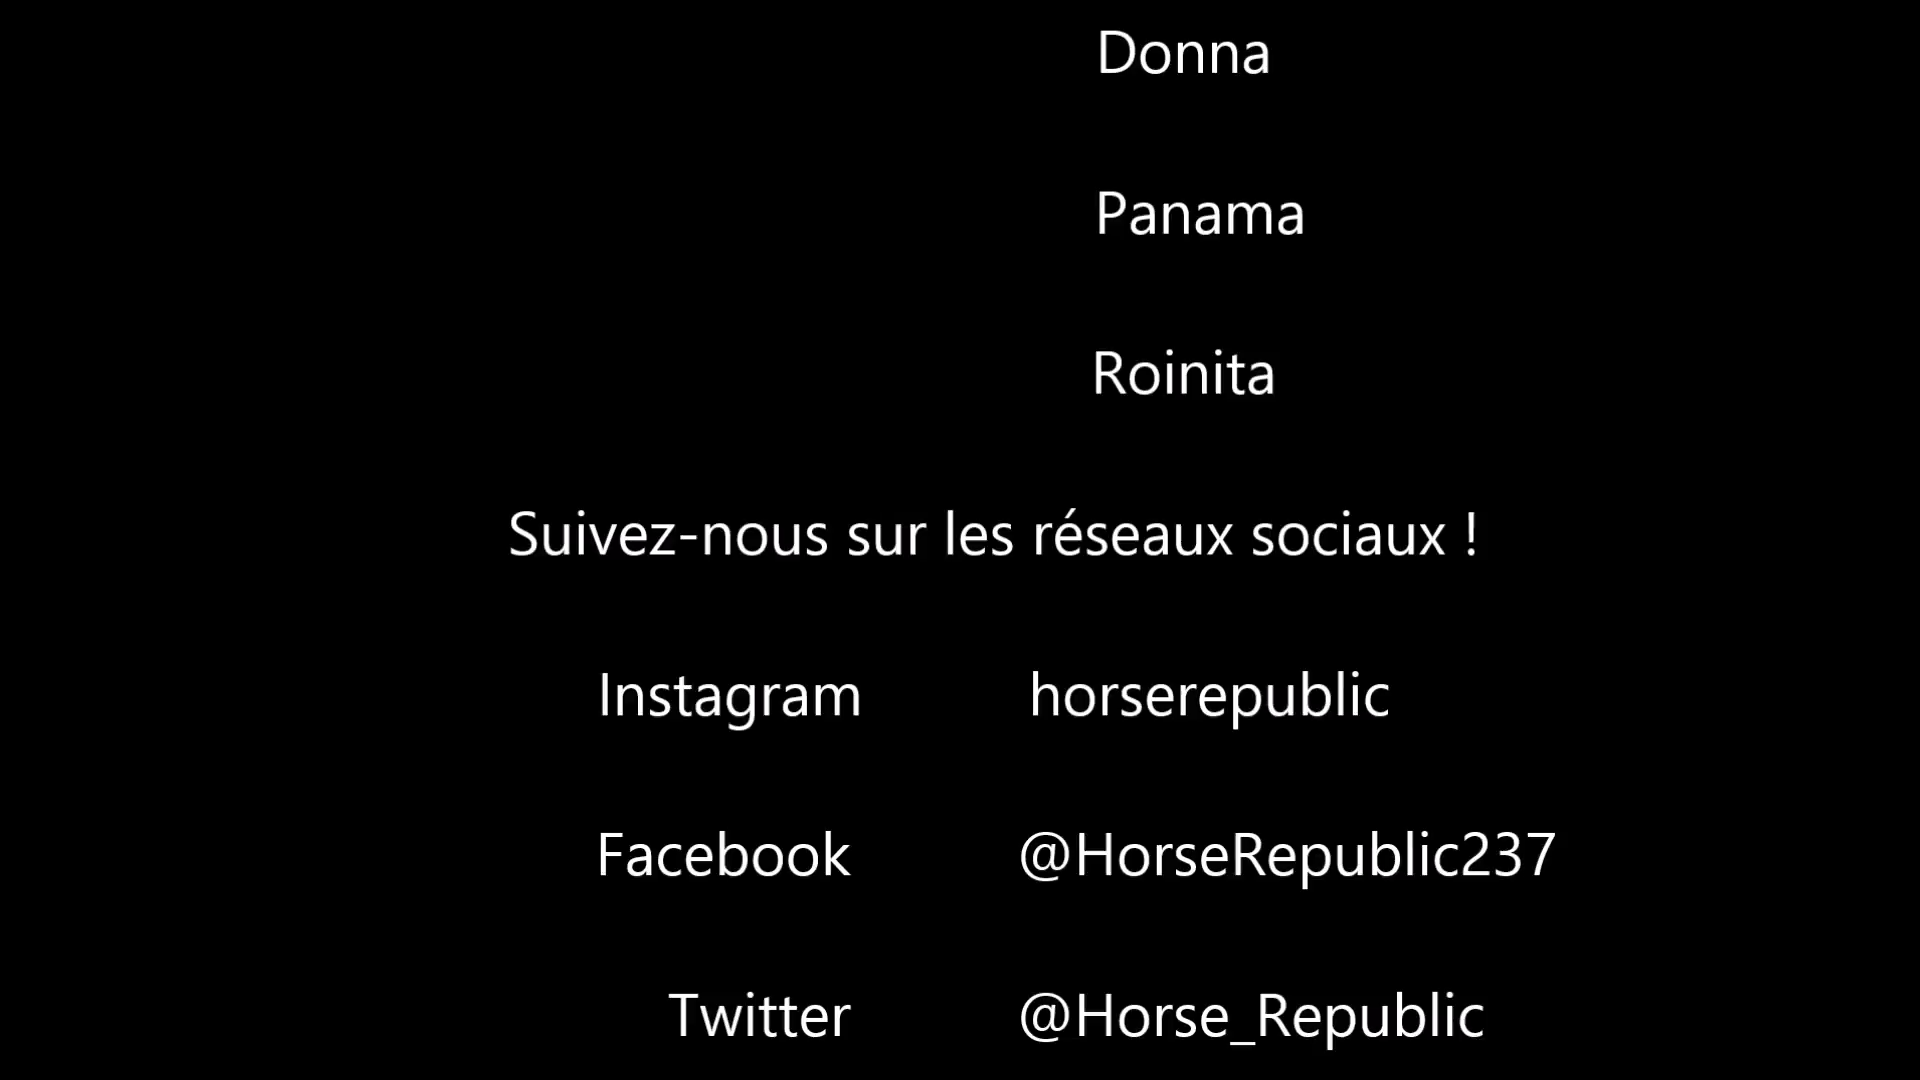 Donna
Panama
Roinita
Suivez-nous sur les réseaux sociaux !
Instagram horserepublic
Facebook @HorseRepublic237
Twitter @Horse_Republic